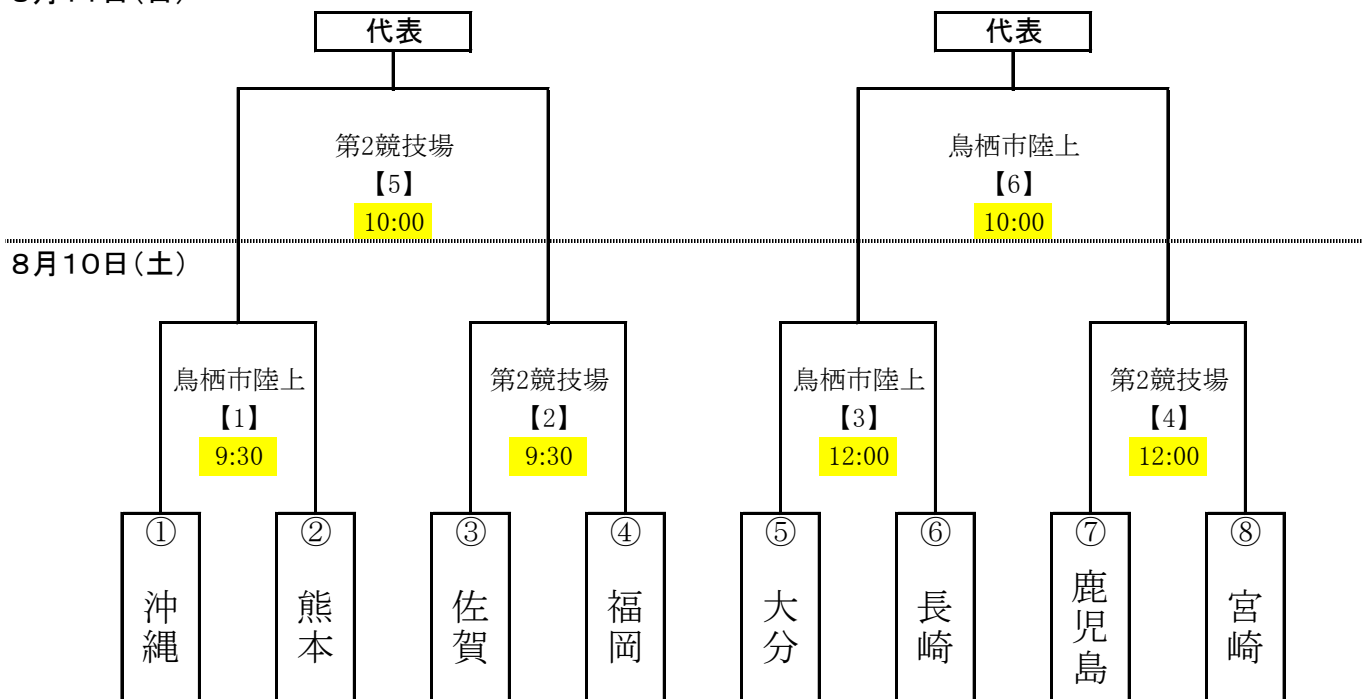 代表
代表
第2競技場
【5】
10:00
鳥栖市陸上
【6】
10:00
8月10日(土)
鳥栖市陸上
【1】
9:30
第2競技場
【2】
9:30
鳥栖市陸上
【3】
12:00
第2競技場
【4】
12:00
①
沖縄
②
熊本
③
佐賀
④
福岡
⑤
大分
⑥
長崎
⑦
鹿児島
⑧
宮崎